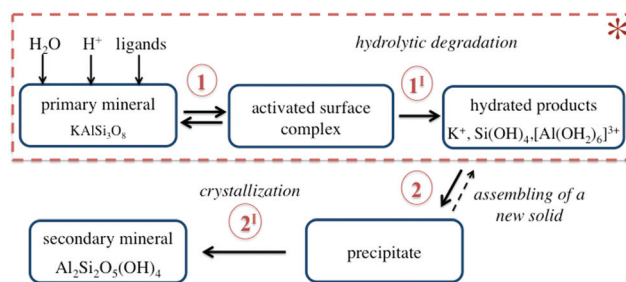 H₂O H⁺ ligands
hydrolytic degradation
*
primary mineral
KAlSi₃O₈
1
activated surface
complex
1ᴵ
hydrated products
K⁺, Si(OH)₄,[Al(OH₂)₆]³⁺
2
assembling of a
new solid
crystallization
2ᴵ
precipitate
secondary mineral
Al₂Si₂O₅(OH)₄